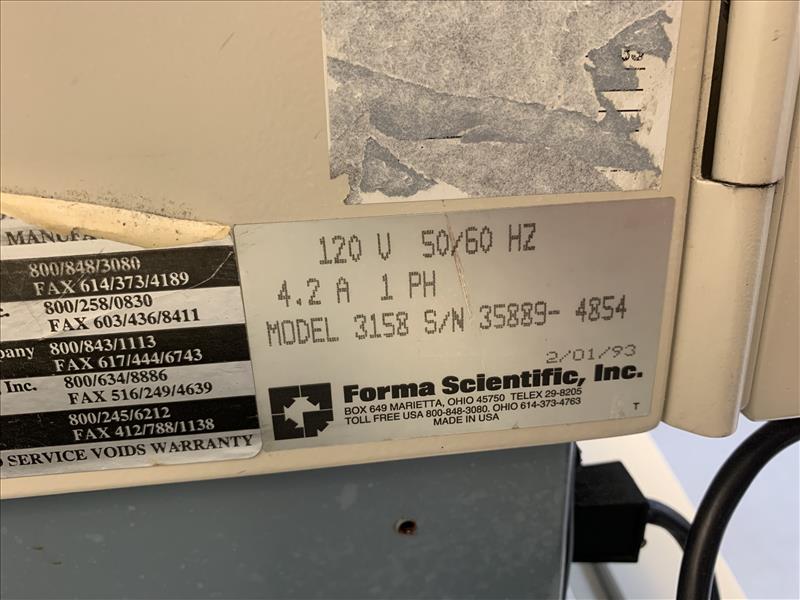 MANUFA
800/848/3080
FAX 614/373/4189
800/258/0830
FAX 603/436/8411
800/843/1113
FAX 617/444/6743
Inc. 800/634/8886
FAX 516/249/4639
800/245/6212
FAX 412/788/1138
SERVICE VOIDS WARRANTY
120 V 50/60 HZ
4.2 A 1 PH
MODEL 3158 S/N 35889- 4854
2/01/93
Forma Scientific, Inc.
BOX 649 MARIETTA, OHIO 45750 TELEX 29-8205
TOLL FREE USA 800-848-3080. OHIO 614-373-4763
MADE IN USA
T